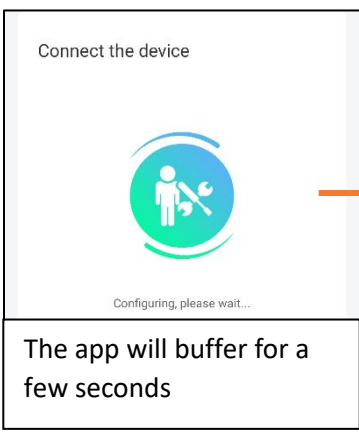 Connect the device
Configuring, please wait...
The app will buffer for a
few seconds